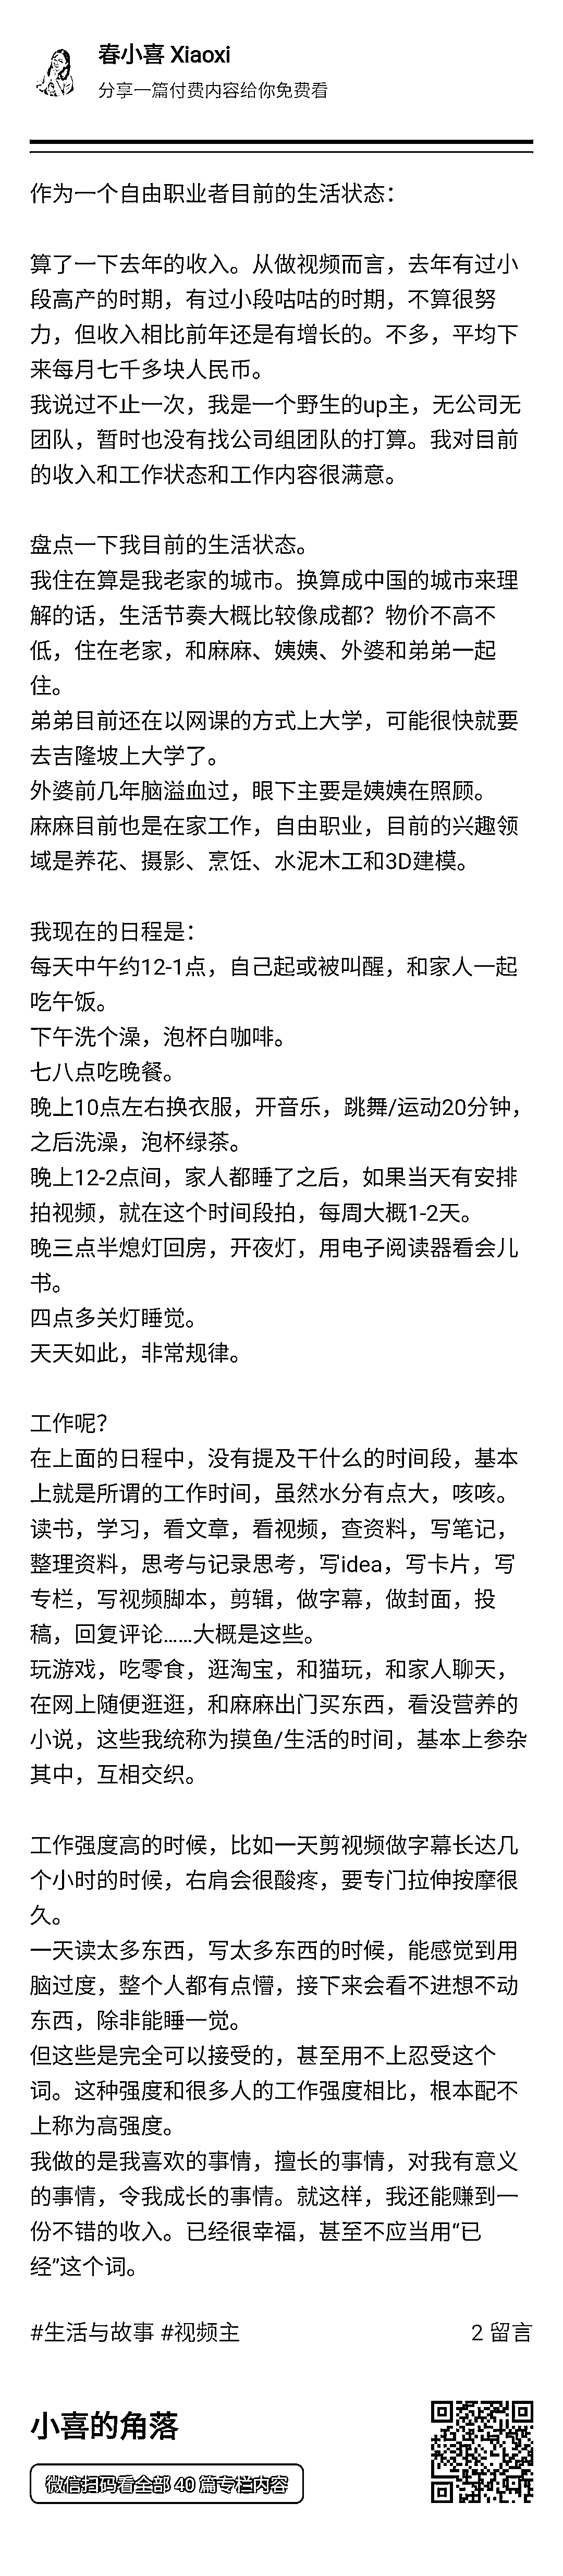 春小喜 Xiaoxi
分享一篇付费内容给你免费看
作为一个自由职业者目前的生活状态：
算了一下去年的收入。从做视频而言，去年有过小
段高产的时期，有过小段咕咕的时期，不算很努
力，但收入相比前年还是有增长的。不多，平均下
来每月七千多块人民币。
我说过不止一次，我是一个野生的up主，无公司无
团队，暂时也没有找公司组团队的打算。我对目前
的收入和工作状态和工作内容很满意。
盘点一下我目前的生活状态。
我住在算是我老家的城市。换算成中国的城市来理
解的话，生活节奏大概比较像成都？物价不高不
低，住在老家，和麻麻、姨姨、外婆和弟弟一起
住。
弟弟目前还在以网课的方式上大学，可能很快就要
去吉隆坡上大学了。
外婆前几年脑溢血过，眼下主要是姨姨在照顾。
麻麻目前也是在家工作，自由职业，目前的兴趣领
域是养花、摄影、烹饪、水泥木工和3D建模。
我现在的日程是：
每天中午约12-1点，自己起或被叫醒，和家人一起
吃午饭。
下午洗个澡，泡杯白咖啡。
七八点吃晚餐。
晚上10点左右换衣服，开音乐，跳舞/运动20分钟，
之后洗澡，泡杯绿茶。
晚上12-2点间，家人都睡了之后，如果当天有安排
拍视频，就在这个时间段拍，每周大概1-2天。
晚三点半熄灯回房，开夜灯，用电子阅读器看会儿
书。
四点多关灯睡觉。
天天如此，非常规律。
工作呢？
在上面的日程中，没有提及干什么的时间段，基本
上就是所谓的工作时间，虽然水分有点大，咳咳。
读书，学习，看文章，看视频，查资料，写笔记，
整理资料，思考与记录思考，写idea，写卡片，写
专栏，写视频脚本，剪辑，做字幕，做封面，投
稿，回复评论……大概是这些。
玩游戏，吃零食，逛淘宝，和猫玩，和家人聊天，
在网上随便逛逛，和麻麻出门买东西，看没营养的
小说，这些我统称为摸鱼/生活的时间，基本上参杂
其中，互相交织。
工作强度高的时候，比如一天剪视频做字幕长达几
个小时的时候，右肩会很酸疼，要专门拉伸按摩很
久。
一天读太多东西，写太多东西的时候，能感觉到用
脑过度，整个人都有点懵，接下来会看不进想不动
东西，除非能睡一觉。
但这些是完全可以接受的，甚至用不上忍受这个
词。这种强度和很多人的工作强度相比，根本配不
上称为高强度。
我做的是我喜欢的事情，擅长的事情，对我有意义
的事情，令我成长的事情。就这样，我还能赚到一
份不错的收入。已经很幸福，甚至不应当用“已
经”这个词。
#生活与故事 #视频主
2 留言
小喜的角落
微信扫码看全部 40 篇专栏内容